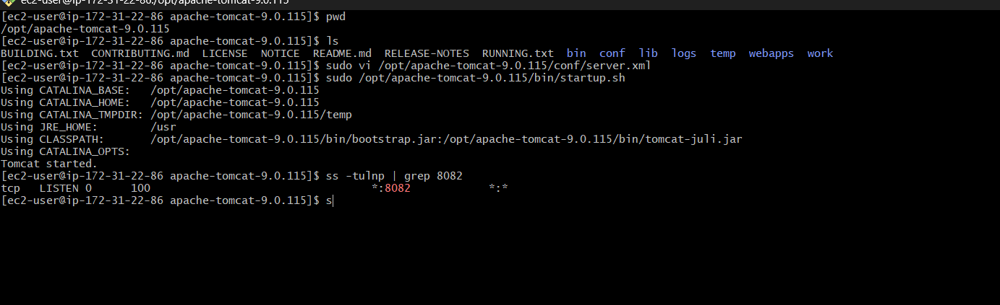 ec2-user@ip-172-31-22-86:/opt/apache-tomcat-9.0.115
[ec2-user@ip-172-31-22-86 apache-tomcat-9.0.115]$ pwd
/opt/apache-tomcat-9.0.115
[ec2-user@ip-172-31-22-86 apache-tomcat-9.0.115]$ ls
BUILDING.txt  CONTRIBUTING.md  LICENSE  NOTICE  README.md  RELEASE-NOTES  RUNNING.txt  bin  conf  lib  logs  temp  webapps  work
[ec2-user@ip-172-31-22-86 apache-tomcat-9.0.115]$ sudo vi /opt/apache-tomcat-9.0.115/conf/server.xml
[ec2-user@ip-172-31-22-86 apache-tomcat-9.0.115]$ sudo /opt/apache-tomcat-9.0.115/bin/startup.sh
Using CATALINA_BASE:   /opt/apache-tomcat-9.0.115
Using CATALINA_HOME:   /opt/apache-tomcat-9.0.115
Using CATALINA_TMPDIR: /opt/apache-tomcat-9.0.115/temp
Using JRE_HOME:        /usr
Using CLASSPATH:       /opt/apache-tomcat-9.0.115/bin/bootstrap.jar:/opt/apache-tomcat-9.0.115/bin/tomcat-juli.jar
Using CATALINA_OPTS:
Tomcat started.
[ec2-user@ip-172-31-22-86 apache-tomcat-9.0.115]$ ss -tulnp | grep 8082
tcp   LISTEN 0      100                                  *:8082            *:*
[ec2-user@ip-172-31-22-86 apache-tomcat-9.0.115]$ s